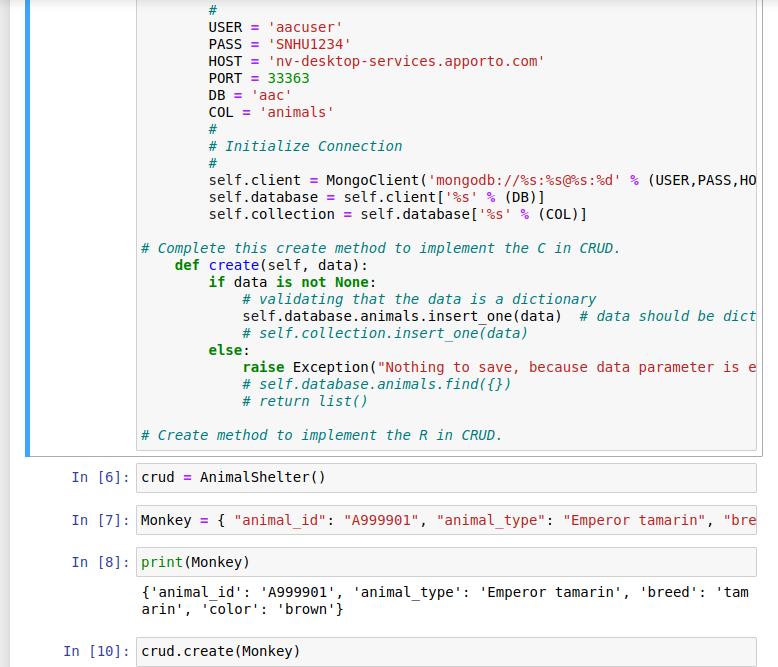 #
USER = 'aacuser'
PASS = 'SNHU1234'
HOST = 'nv-desktop-services.apporto.com'
PORT = 33363
DB = 'aac'
COL = 'animals'
#
# Initialize Connection
#
self.client = MongoClient('mongodb://%s:%s@%s:%d' % (USER,PASS,HO
self.database = self.client['%s' % (DB)]
self.collection = self.database['%s' % (COL)]
# Complete this create method to implement the C in CRUD.
def create(self, data):
if data is not None:
# validating that the data is a dictionary
self.database.animals.insert_one(data)  # data should be dict
# self.collection.insert_one(data)
else:
raise Exception("Nothing to save, because data parameter is e
# self.database.animals.find({})
# return list()
# Create method to implement the R in CRUD.
In [6]: crud = AnimalShelter()
In [7]: Monkey = { "animal_id": "A999901", "animal_type": "Emperor tamarin", "bre
In [8]: print(Monkey)
{'animal_id': 'A999901', 'animal_type': 'Emperor tamarin', 'breed': 'tam
arin', 'color': 'brown'}
In [10]: crud.create(Monkey)